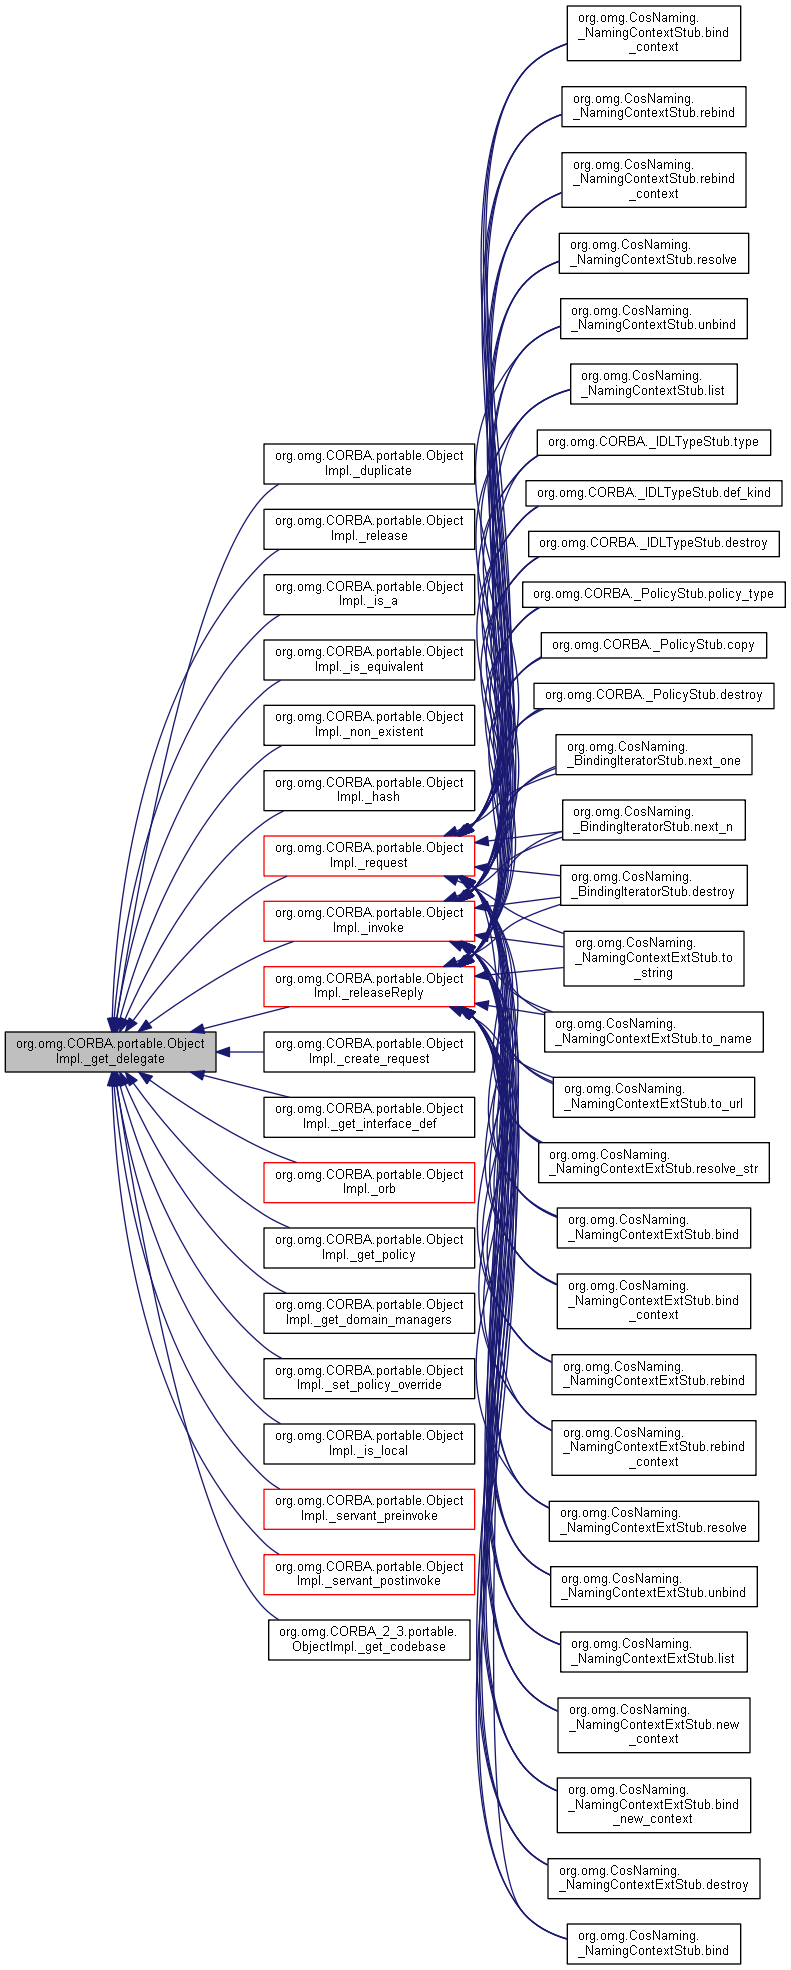 org.omg.CORBA.portable.Object
Impl._get_delegate
org.omg.CORBA.portable.Object
Impl._duplicate
org.omg.CORBA.portable.Object
Impl._release
org.omg.CORBA.portable.Object
Impl._is_a
org.omg.CORBA.portable.Object
Impl._is_equivalent
org.omg.CORBA.portable.Object
Impl._non_existent
org.omg.CORBA.portable.Object
Impl._hash
org.omg.CORBA.portable.Object
Impl._request
org.omg.CORBA.portable.Object
Impl._invoke
org.omg.CORBA.portable.Object
Impl._releaseReply
org.omg.CORBA.portable.Object
Impl._create_request
org.omg.CORBA.portable.Object
Impl._get_interface_def
org.omg.CORBA.portable.Object
Impl._orb
org.omg.CORBA.portable.Object
Impl._get_policy
org.omg.CORBA.portable.Object
Impl._get_domain_managers
org.omg.CORBA.portable.Object
Impl._set_policy_override
org.omg.CORBA.portable.Object
Impl._is_local
org.omg.CORBA.portable.Object
Impl._servant_preinvoke
org.omg.CORBA.portable.Object
Impl._servant_postinvoke
org.omg.CORBA_2_3.portable.
ObjectImpl._get_codebase
org.omg.CosNaming.
_NamingContextStub.bind
_context
org.omg.CosNaming.
_NamingContextStub.rebind
org.omg.CosNaming.
_NamingContextStub.rebind
_context
org.omg.CosNaming.
_NamingContextStub.resolve
org.omg.CosNaming.
_NamingContextStub.unbind
org.omg.CosNaming.
_NamingContextStub.list
org.omg.CORBA._IDLTypeStub.type
org.omg.CORBA._IDLTypeStub.def_kind
org.omg.CORBA._IDLTypeStub.destroy
org.omg.CORBA._PolicyStub.policy_type
org.omg.CORBA._PolicyStub.copy
org.omg.CORBA._PolicyStub.destroy
org.omg.CosNaming.
_BindingIteratorStub.next_one
org.omg.CosNaming.
_BindingIteratorStub.next_n
org.omg.CosNaming.
_BindingIteratorStub.destroy
org.omg.CosNaming.
_NamingContextExtStub.to
_string
org.omg.CosNaming.
_NamingContextExtStub.to_name
org.omg.CosNaming.
_NamingContextExtStub.to_url
org.omg.CosNaming.
_NamingContextExtStub.resolve_str
org.omg.CosNaming.
_NamingContextExtStub.bind
org.omg.CosNaming.
_NamingContextExtStub.bind
_context
org.omg.CosNaming.
_NamingContextExtStub.rebind
org.omg.CosNaming.
_NamingContextExtStub.rebind
_context
org.omg.CosNaming.
_NamingContextExtStub.resolve
org.omg.CosNaming.
_NamingContextExtStub.unbind
org.omg.CosNaming.
_NamingContextExtStub.list
org.omg.CosNaming.
_NamingContextExtStub.new
_context
org.omg.CosNaming.
_NamingContextExtStub.bind
_new_context
org.omg.CosNaming.
_NamingContextExtStub.destroy
org.omg.CosNaming.
_NamingContextStub.bind